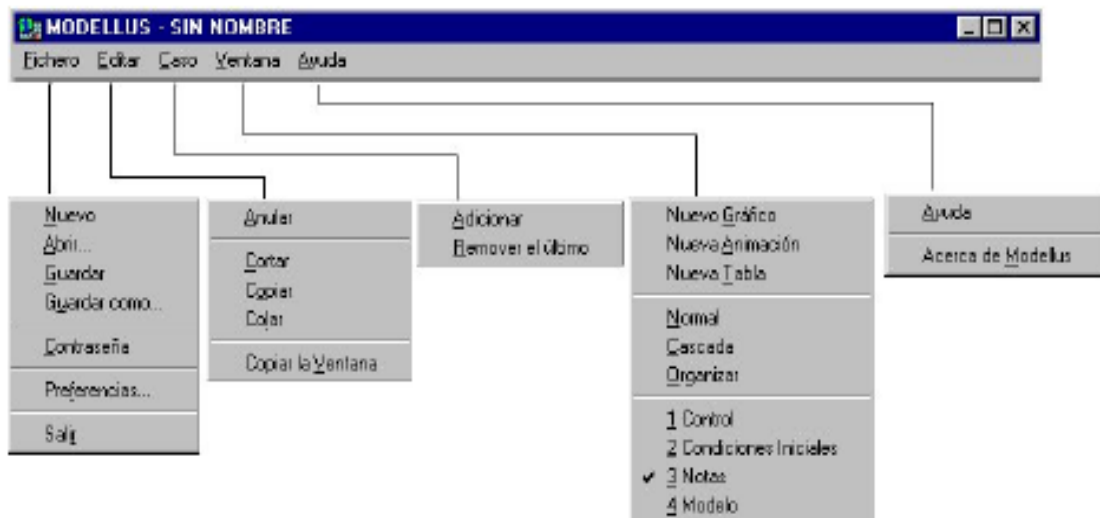 MODELLUS - SIN NOMBRE
Fichero Editar Caso Ventana Ayuda
Nuevo
Abrir...
Guardar
Guardar como...
Contraseña
Preferencias...
Salir
Anular
Cortar
Copiar
Colar
Copiar la Ventana
Adicionar
Remover el último
Nuevo Gráfico
Nueva Animación
Nueva Tabla
Normal
Cascada
Organizar
1 Control
2 Condiciones Iniciales
3 Notas
4 Modelo
Ayuda
Acerca de Modellus